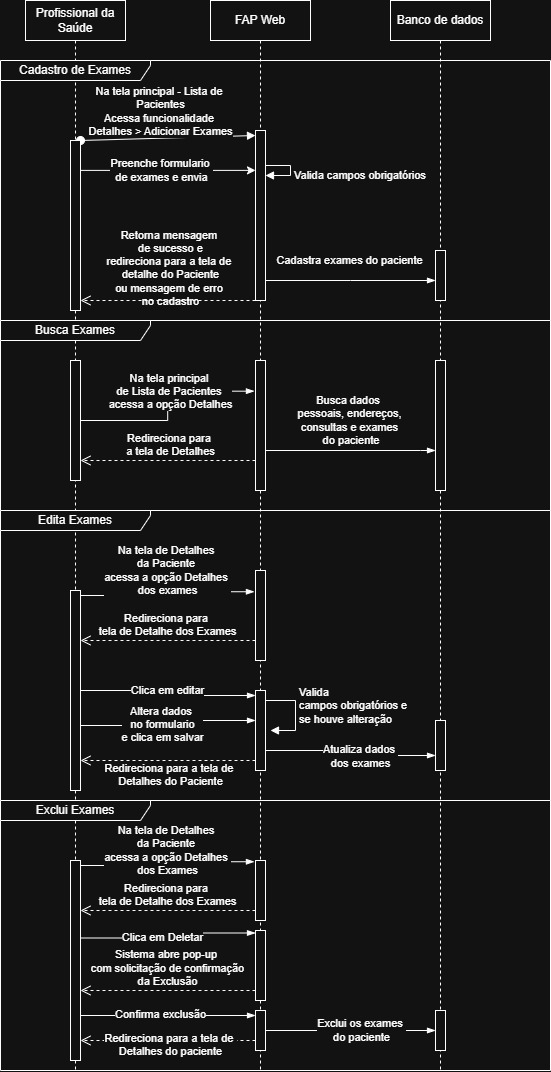 Profissional da
Saúde
FAP Web
Banco de dados
Cadastro de Exames
Na tela principal - Lista de
Pacientes
Acessa funcionalidade
Detalhes > Adicionar Exames
Preenche formulario
de exames e envia
Valida campos obrigatórios
Retorna mensagem
de sucesso e
redireciona para a tela de
detalhe do Paciente
ou mensagem de erro
no cadastro
Cadastra exames do paciente
Busca Exames
Na tela principal
de Lista de Pacientes
acessa a opção Detalhes
Busca dados
pessoais, endereços,
consultas e exames
do paciente
Redireciona para
a tela de Detalhes
Edita Exames
Na tela de Detalhes
da Paciente
acessa a opção Detalhes
dos exames
Redireciona para
tela de Detalhe dos Exames
Clica em editar
Valida
campos obrigatórios e
se houve alteração
Altera dados
no formulario
e clica em salvar
Atualiza dados
dos exames
Redireciona para a tela de
Detalhes do Paciente
Exclui Exames
Na tela de Detalhes
da Paciente
acessa a opção Detalhes
dos Exames
Redireciona para
tela de Detalhe dos Exames
Clica em Deletar
Sistema abre pop-up
com solicitação de confirmação
da Exclusão
Confirma exclusão
Exclui os exames
do paciente
Redireciona para a tela de
Detalhes do paciente